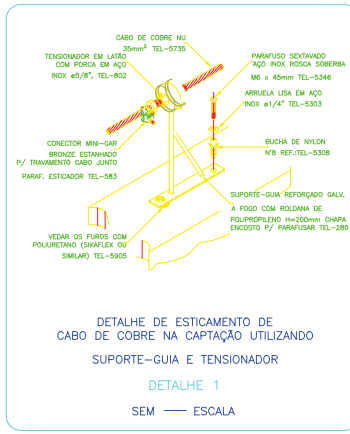 CABO DE COBRE NU
35mm² TEL-5735
TENSIONADOR EM LATÃO
COM PORCA EM AÇO
INOX ø5/8", TEL-802
PARAFUSO SEXTAVADO
AÇO INOX ROSCA SOBERBA
M6 x 45mm TEL-5346
ARRUELA LISA EM AÇO
INOX ø1/4" TEL-5303
CONECTOR MINI-GAR
BRONZE ESTANHADO
P/ TRAVAMENTO CABO JUNTO
PARAF. ESTICADOR TEL-583
BUCHA DE NYLON
N°8 REF.:TEL-5308
SUPORTE-GUIA REFORÇADO GALV.
A FOGO COM ROLDANA DE
POLIPROPILENO H=200mm CHAPA
ENCOSTO P/ PARAFUSAR TEL-280
VEDAR OS FUROS COM
POLIURETANO (SIKAFLEX OU
SIMILAR) TEL-5905
DETALHE DE ESTICAMENTO DE
CABO DE COBRE NA CAPTAÇÃO UTILIZANDO
SUPORTE-GUIA E TENSIONADOR
DETALHE 1
SEM — ESCALA